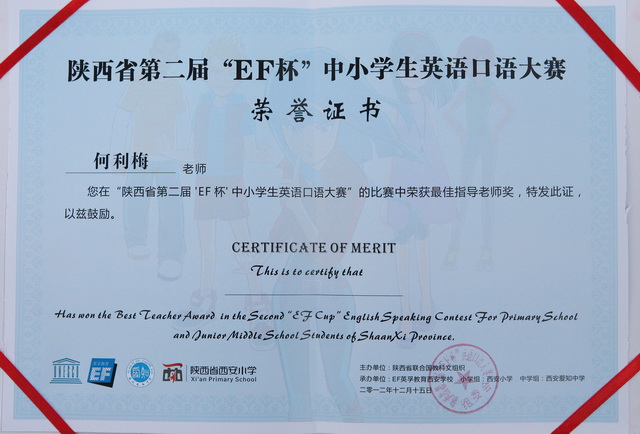 陕西省第二届“EF杯”中小学生英语口语大赛
荣誉证书
何利梅 老师
您在“陕西省第二届 'EF 杯' 中小学生英语口语大赛”的比赛中荣获最佳指导老师奖，特发此证，
以兹鼓励。
CERTIFICATE OF MERIT
This is to certify that
Has won the Best Teacher Award in the Second “EF Cup” English Speaking Contest For Primary School
and Junior Middle School Students of ShaanXi Province.
EF
陕西省西安小学
Xi'an Primary School
主办单位：陕西省联合国教科文组织
承办单位：EF英孚教育西安学校 小学组：西安小学 中学组：西安爱知中学
二〇一二年十二月十五日